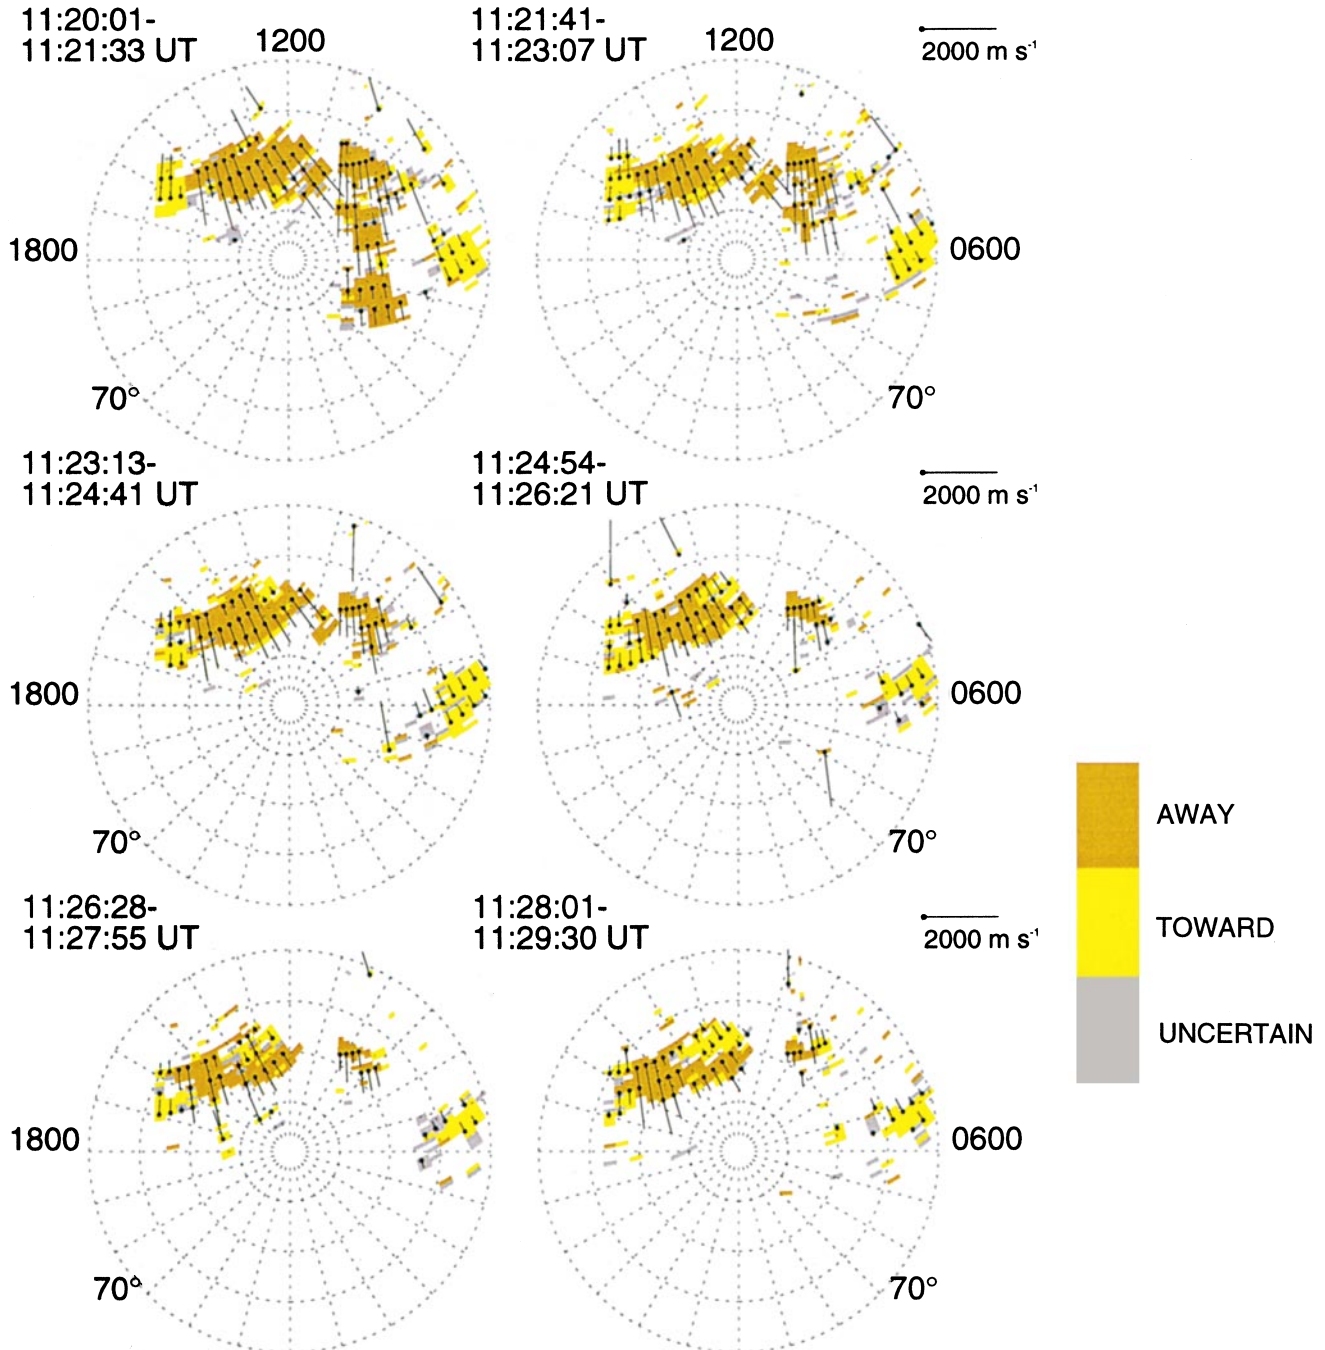 11:20:01-
11:21:33 UT
1200
11:21:41-
11:23:07 UT
1200
2000 m s-1
1800
0600
70°
70°
11:23:13-
11:24:41 UT
11:24:54-
11:26:21 UT
2000 m s-1
1800
0600
70°
70°
11:26:28-
11:27:55 UT
11:28:01-
11:29:30 UT
2000 m s-1
1800
0600
70°
70°
AWAY
TOWARD
UNCERTAIN